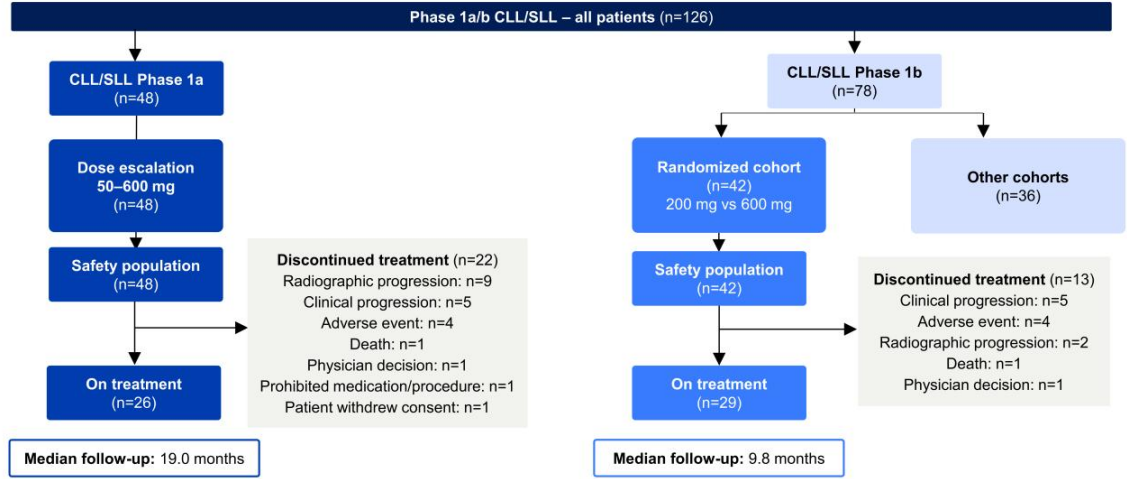 Phase 1a/b CLL/SLL – all patients (n=126)
CLL/SLL Phase 1a
(n=48)
Dose escalation
50–600 mg
(n=48)
Safety population
(n=48)
Discontinued treatment (n=22)
Radiographic progression: n=9
Clinical progression: n=5
Adverse event: n=4
Death: n=1
Physician decision: n=1
Prohibited medication/procedure: n=1
Patient withdrew consent: n=1
On treatment
(n=26)
Median follow-up: 19.0 months
CLL/SLL Phase 1b
(n=78)
Randomized cohort
(n=42)
200 mg vs 600 mg
Other cohorts
(n=36)
Safety population
(n=42)
Discontinued treatment (n=13)
Clinical progression: n=5
Adverse event: n=4
Radiographic progression: n=2
Death: n=1
Physician decision: n=1
On treatment
(n=29)
Median follow-up: 9.8 months